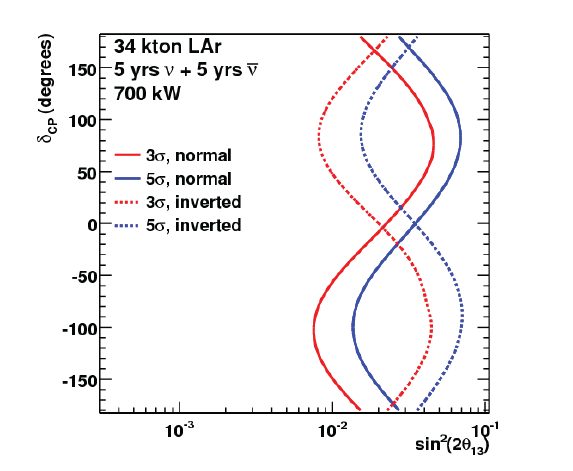 34 kton LAr
5 yrs ν + 5 yrs ν̅
700 kW
3σ, normal
5σ, normal
3σ, inverted
5σ, inverted
δCP (degrees)
150
100
50
0
-50
-100
-150
10-3
10-2
10-1
sin2(2θ13)